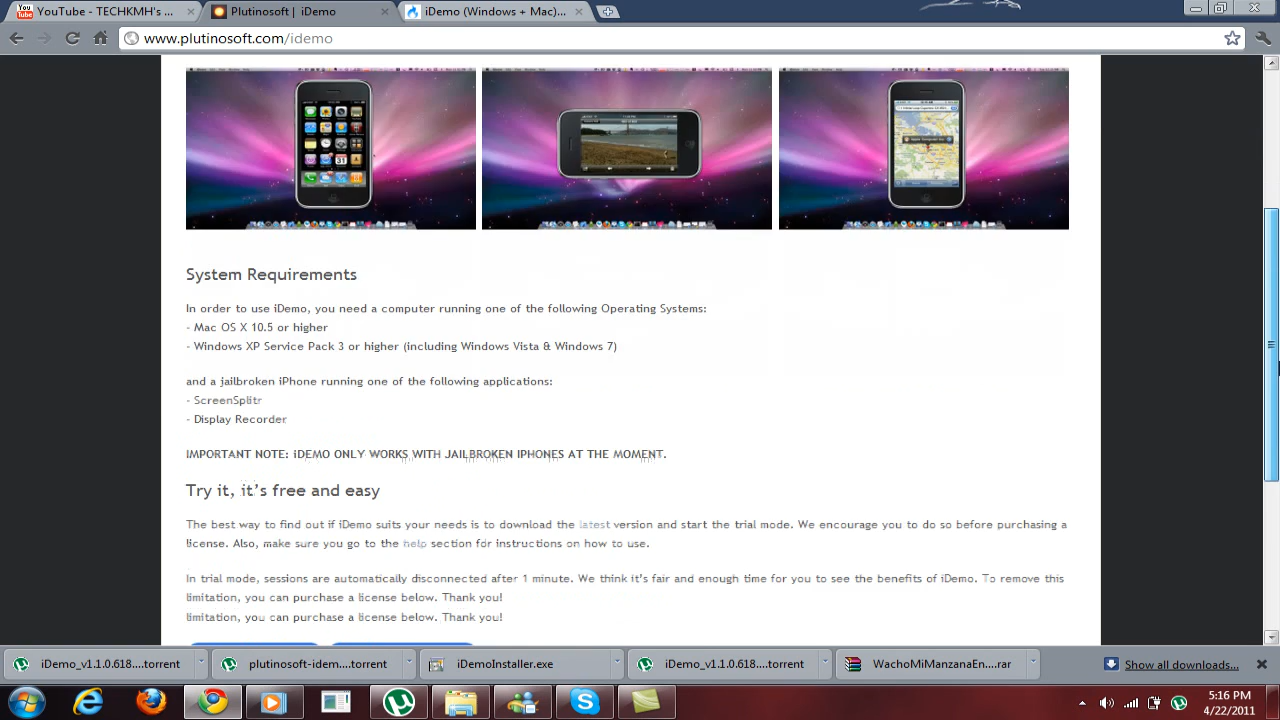 YouTube - TECHKMH's ...
Plutinosoft | iDemo
iDemo (Windows + Mac)...
www.plutinosoft.com/idemo
System Requirements
In order to use iDemo, you need a computer running one of the following Operating Systems:
- Mac OS X 10.5 or higher
- Windows XP Service Pack 3 or higher (including Windows Vista & Windows 7)
and a jailbroken iPhone running one of the following applications:
- ScreenSplitr
- Display Recorder
IMPORTANT NOTE: iDEMO ONLY WORKS WITH JAILBROKEN IPHONES AT THE MOMENT.
Try it, it's free and easy
The best way to find out if iDemo suits your needs is to download the latest version and start the trial mode. We encourage you to do so before purchasing a
license. Also, make sure you go to the help section for instructions on how to use.
In trial mode, sessions are automatically disconnected after 1 minute. We think it's fair and enough time for you to see the benefits of iDemo. To remove this
limitation, you can purchase a license below. Thank you!
limitation, you can purchase a license below. Thank you!
iDemo_v1.1.0.618....torrent
plutinosoft-idem....torrent
iDemoInstaller.exe
iDemo_v1.1.0.618....torrent
WachoMiManzanaEn....rar
Show all downloads...
5:16 PM
4/22/2011